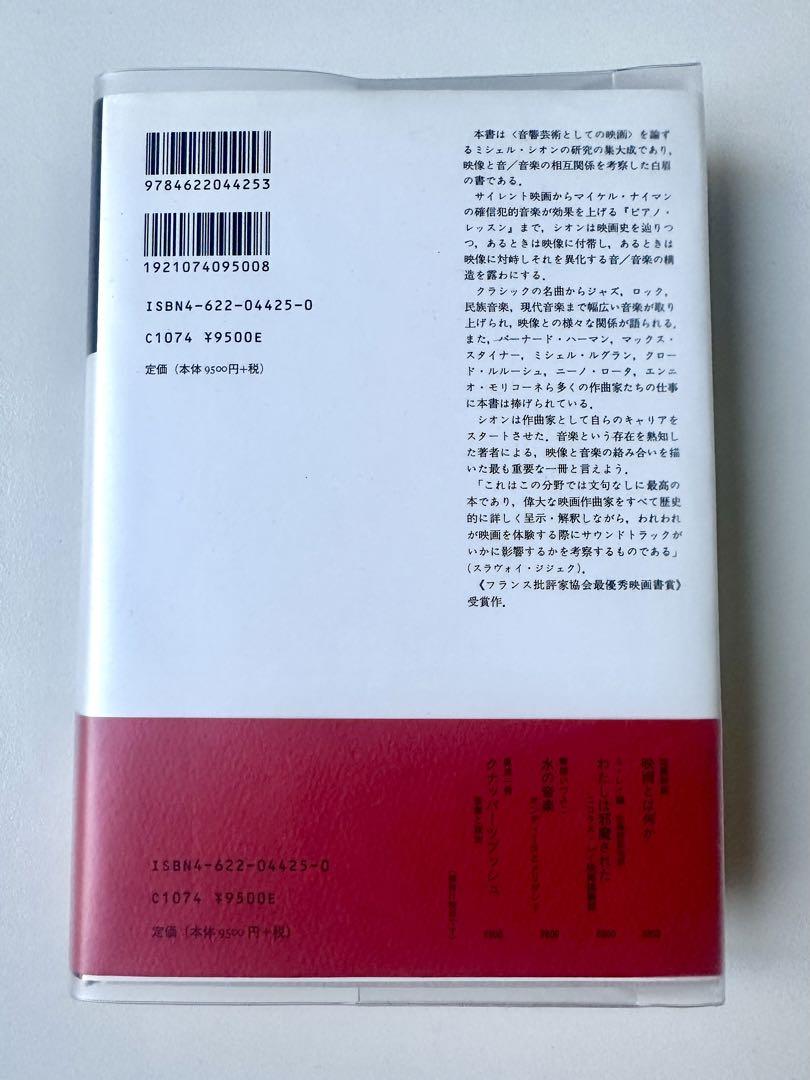 9784622044253
1921074095008
ISBN4-622-04425-0
C1074 ¥9500E
定価（本体9500円+税）
本書は〈音響芸術としての映画〉を論ず
るミシェル・シオンの研究の集大成であり，
映像と音／音楽の相互関係を考察した白眉
の書である．
サイレント映画からマイケル・ナイマン
の確信犯的音楽が効果を上げる『ピアノ・
レッスン』まで，シオンは映画史を辿りつ
つ，あるときは映像に付帯し，あるときは
映像に対峙しそれを異化する音／音楽の構
造を露わにする．
クラシックの名曲からジャズ，ロック，
民族音楽，現代音楽まで幅広い音楽が取り
上げられ，映像との様々な関係が語られる．
また，バーナード・ハーマン，マックス・
スタイナー，ミシェル・ルグラン，クロー
ド・ルルーシュ，ニーノ・ロータ，エンニ
オ・モリコーネら多くの作曲家たちの仕事
に本書は捧げられている．
シオンは作曲家として自らのキャリアを
スタートさせた．音楽という存在を熟知し
た著者による，映像と音楽の絡み合いを描
いた最も重要な一冊と言えよう．
「これはこの分野では文句なしに最高の
本であり，偉大な映画作曲家をすべて歴史
的に詳しく呈示・解釈しながら，われわれ
が映画を体験する際にサウンドトラックが
いかに影響するかを考察するものである」
（スラヴォイ・ジジェク）．
《フランス批評家協会最優秀映画書賞》
受賞作．
映画とは何か
わたしは邪魔された
水の音楽
クナッパーツブッシュ
ISBN4-622-04425-0
C1074 ¥9500E
定価（本体9500円+税）